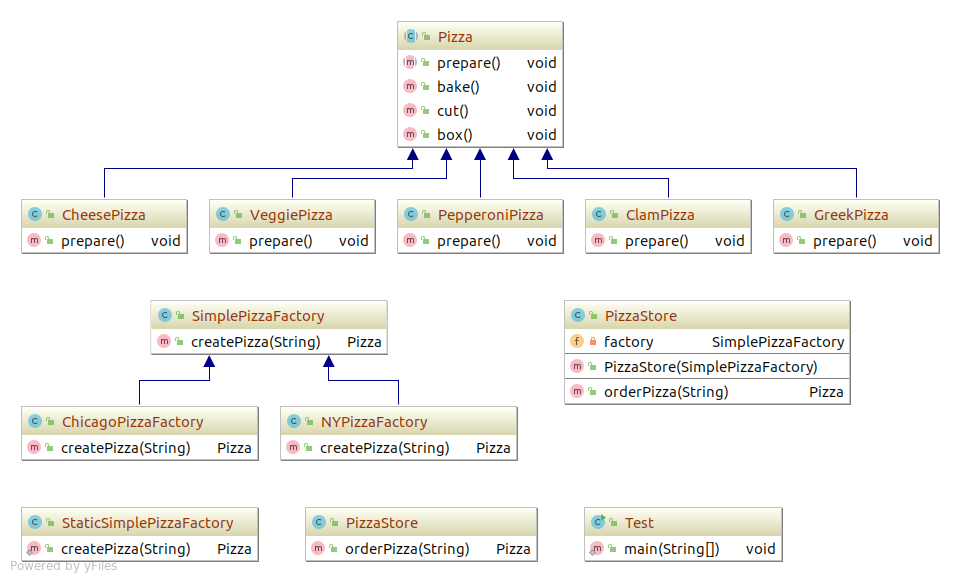 Pizza
prepare() void
bake() void
cut() void
box() void
CheesePizza
prepare() void
VeggiePizza
prepare() void
PepperoniPizza
prepare() void
ClamPizza
prepare() void
GreekPizza
prepare() void
SimplePizzaFactory
createPizza(String) Pizza
PizzaStore
factory SimplePizzaFactory
PizzaStore(SimplePizzaFactory)
orderPizza(String) Pizza
ChicagoPizzaFactory
createPizza(String) Pizza
NYPizzaFactory
createPizza(String) Pizza
StaticSimplePizzaFactory
createPizza(String) Pizza
PizzaStore
orderPizza(String) Pizza
Test
main(String[]) void
Powered by yFiles